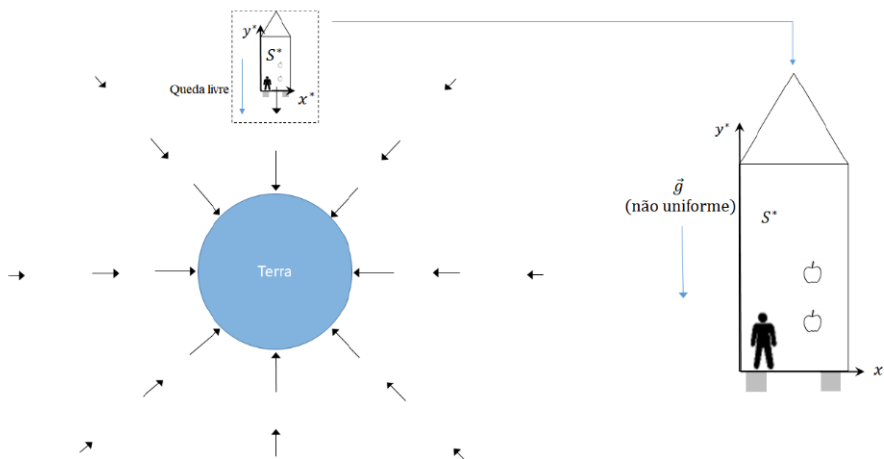 y*
S*
Queda livre
x*
Terra
y*
g⃗
(não uniforme)
S*
x